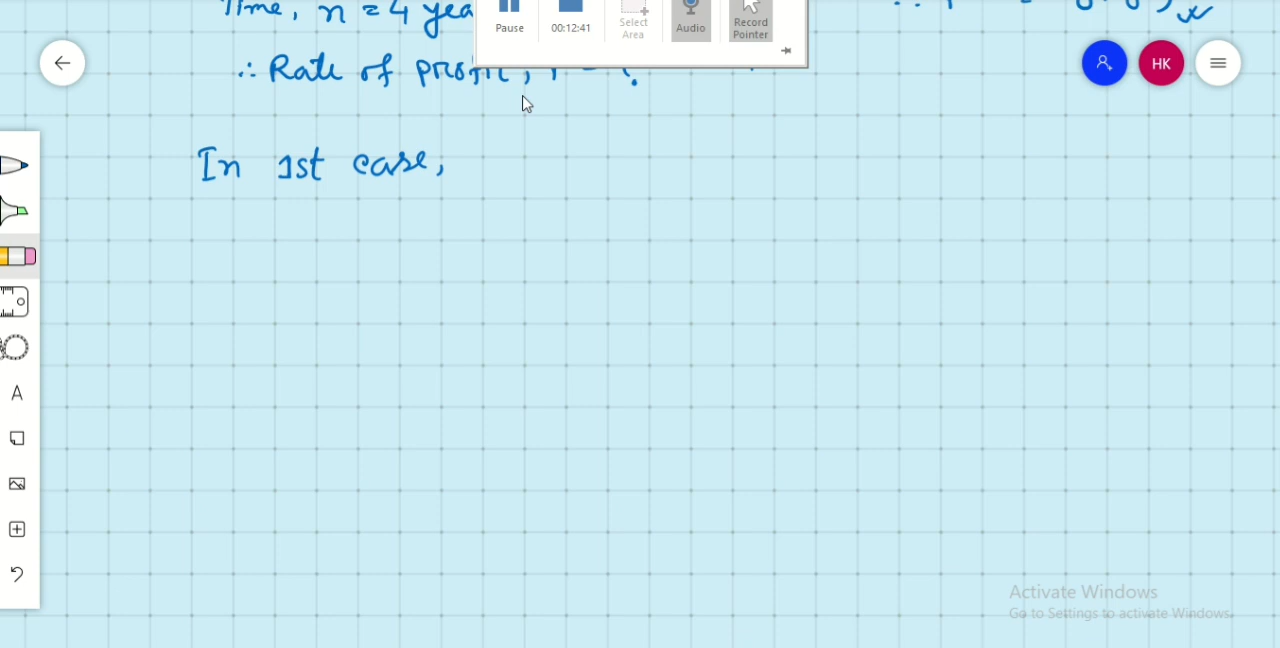 Time, n = 4
Pause
00:12:41
Select Area
Audio
Record Pointer
∴ Rate of profit, r = ?
HK
In 1st case,
A
Activate Windows
Go to Settings to activate Windows.